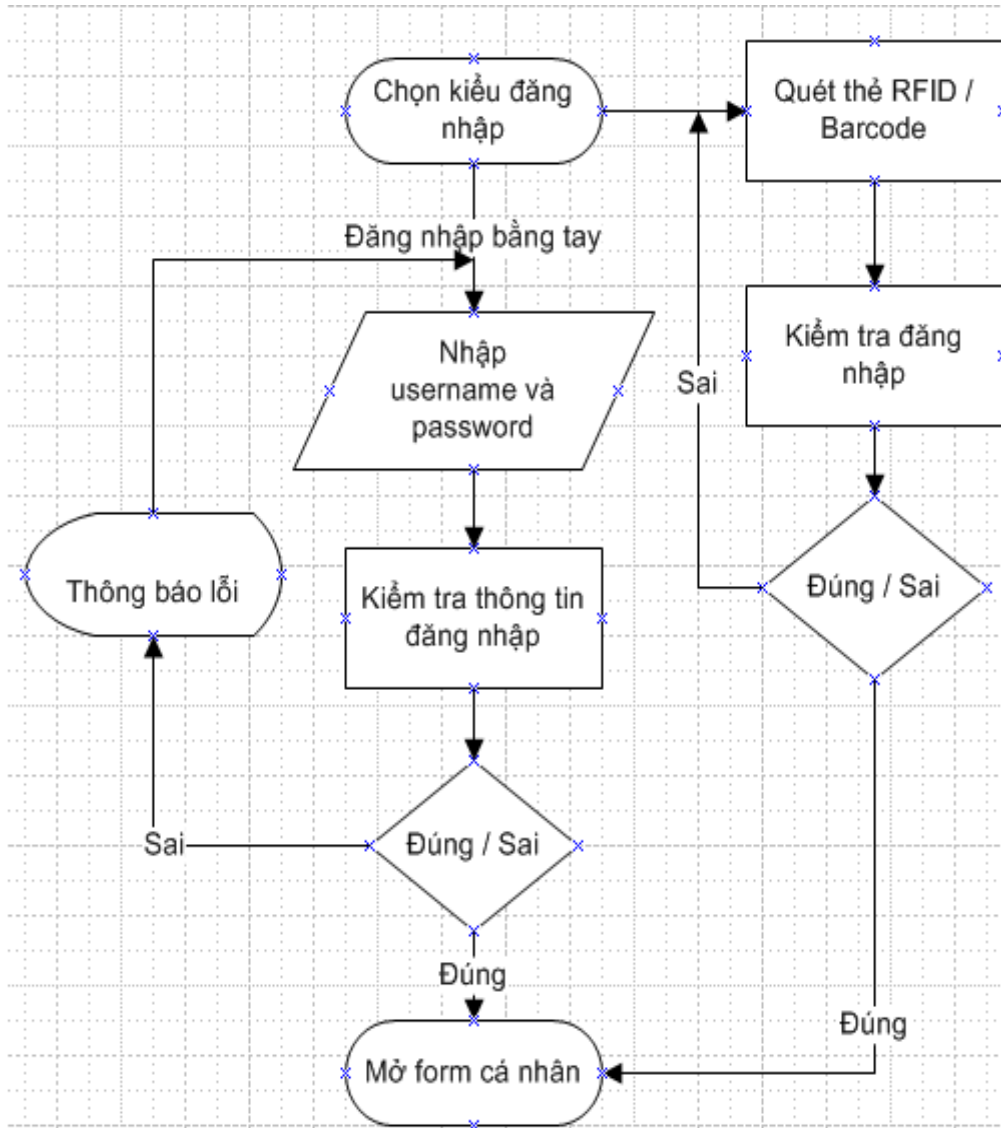 Chọn kiểu đăng
nhập
Quét thẻ RFID /
Barcode
Đăng nhập bằng tay
Nhập
username và
password
Kiểm tra đăng
nhập
Sai
Thông báo lỗi
Kiểm tra thông tin
đăng nhập
Đúng / Sai
Sai
Đúng / Sai
Đúng
Đúng
Mở form cá nhân